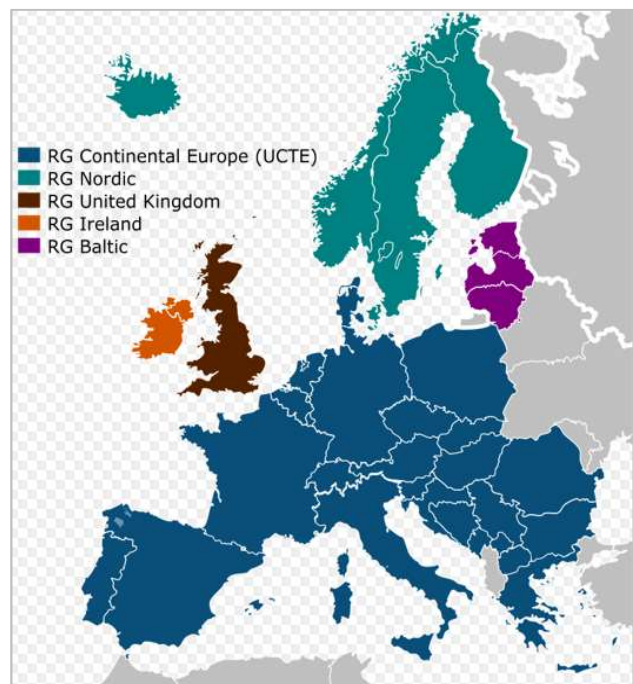 RG Continental Europe (UCTE)
RG Nordic
RG United Kingdom
RG Ireland
RG Baltic